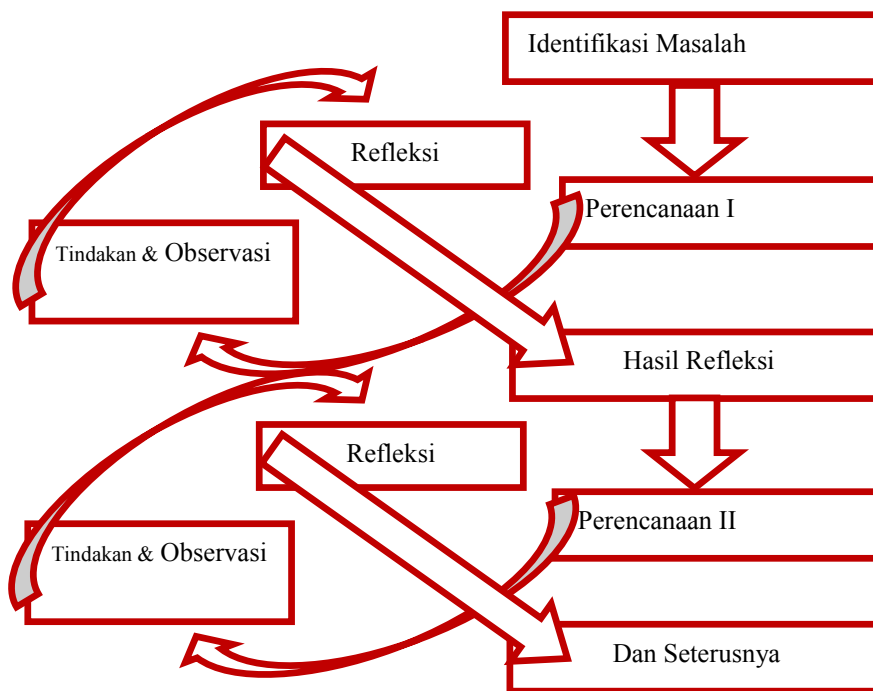 Identifikasi Masalah
Refleksi
Perencanaan I
Tindakan & Observasi
Hasil Refleksi
Refleksi
Perencanaan II
Tindakan & Observasi
Dan Seterusnya